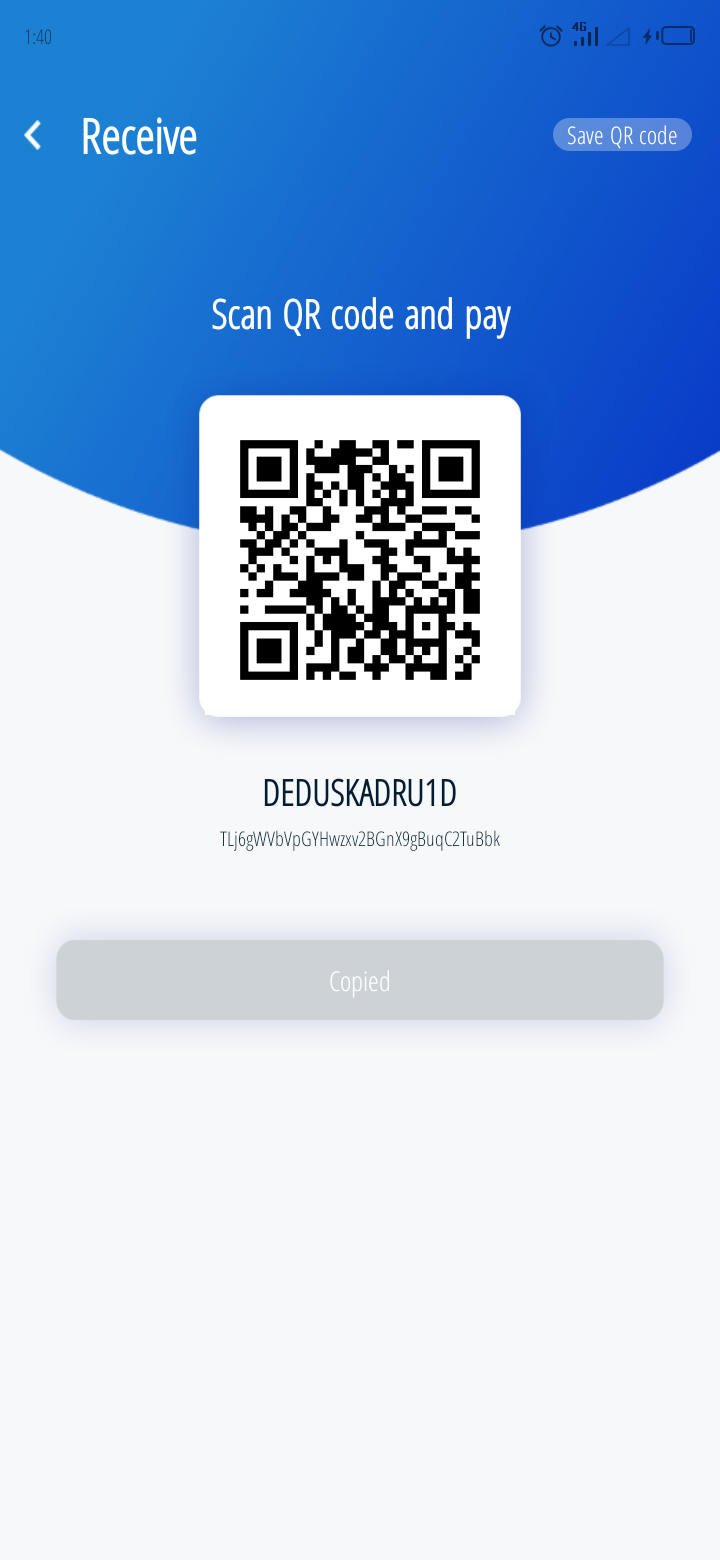 1:40
4G
Receive
Save QR code
Scan QR code and pay
DEDUSKADRU1D
TLj6gWVbVpGYHwzxv2BGnX9gBuqC2TuBbk
Copied